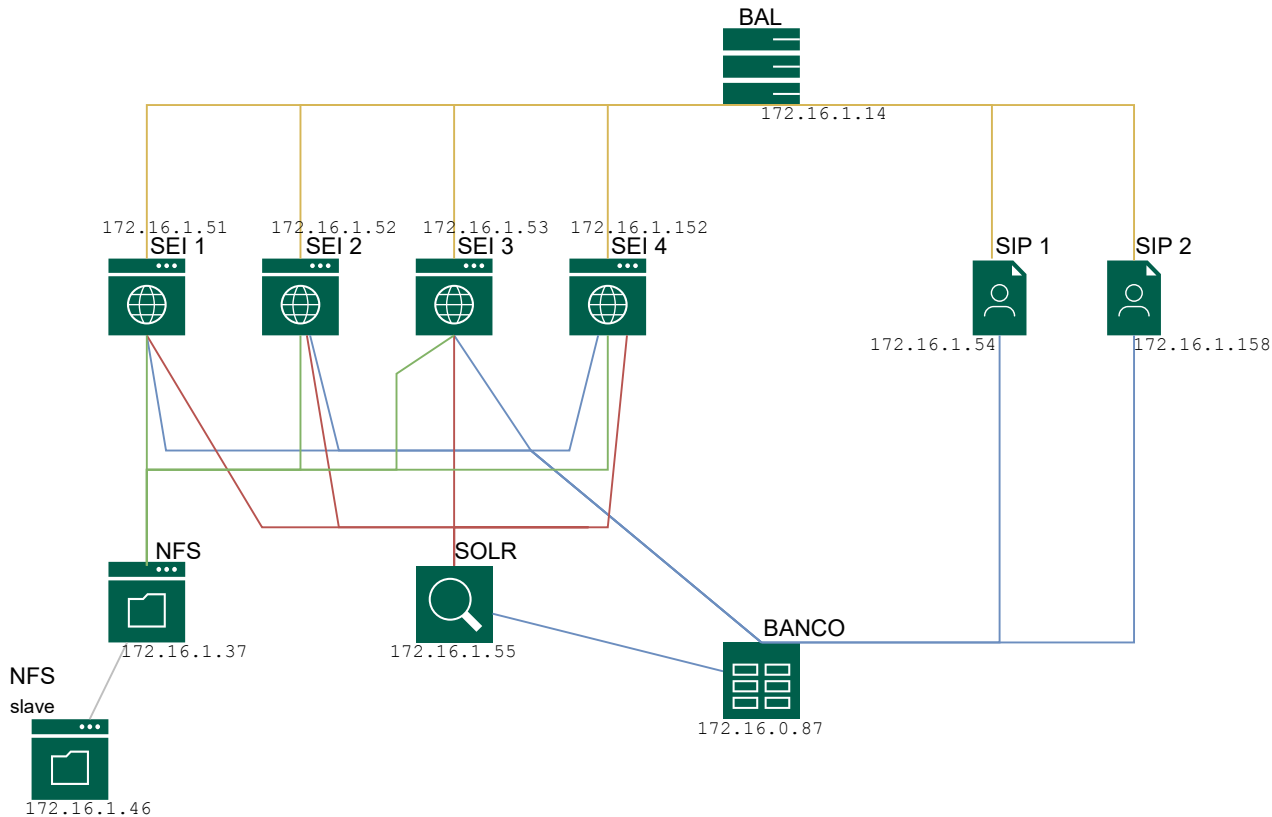 BAL
172.16.1.14
172.16.1.51
172.16.1.52
172.16.1.53
172.16.1.152
SEI 1
SEI 2
SEI 3
SEI 4
SIP 1
SIP 2
172.16.1.54
172.16.1.158
NFS
SOLR
172.16.1.37
172.16.1.55
BANCO
172.16.0.87
NFS
slave
172.16.1.46